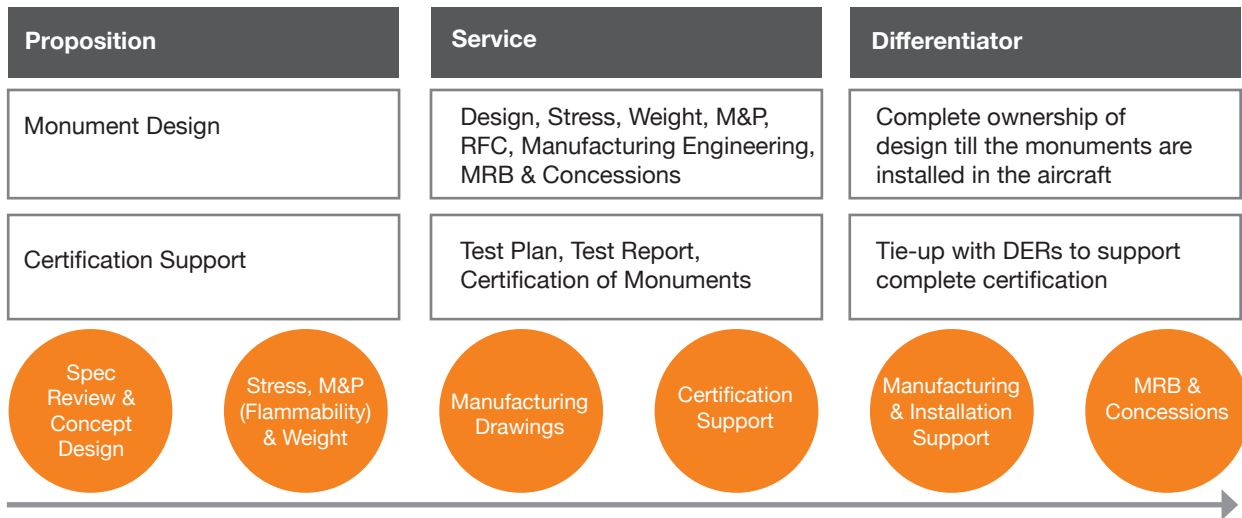 Proposition
Service
Differentiator
Monument Design
Design, Stress, Weight, M&P,
RFC, Manufacturing Engineering,
MRB & Concessions
Complete ownership of
design till the monuments are
installed in the aircraft
Certification Support
Test Plan, Test Report,
Certification of Monuments
Tie-up with DERs to support
complete certification
Spec
Review &
Concept
Design
Stress, M&P
(Flammability)
& Weight
Manufacturing
Drawings
Certification
Support
Manufacturing
& Installation
Support
MRB &
Concessions